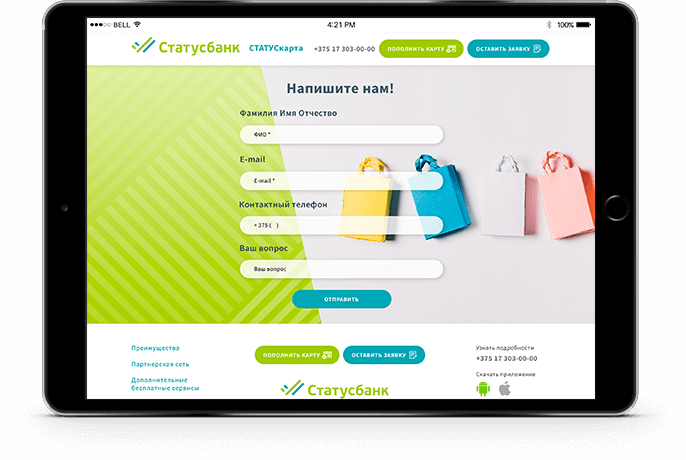 BELL
4:21 PM
100%
Статусбанк
СТАТУСкарта
+375 17 303-00-00
ПОПОЛНИТЬ КАРТУ
ОСТАВИТЬ ЗАЯВКУ
Напишите нам!
Фамилия Имя Отчество
ФИО *
E-mail
E-mail *
Контактный телефон
+ 375 ( )
Ваш вопрос
Ваш вопрос
ОТПРАВИТЬ
Преимущества
Партнерская сеть
Дополнительные
бесплатные сервисы
ПОПОЛНИТЬ КАРТУ
ОСТАВИТЬ ЗАЯВКУ
Статусбанк
Узнать подробности
+375 17 303-00-00
Скачать приложение